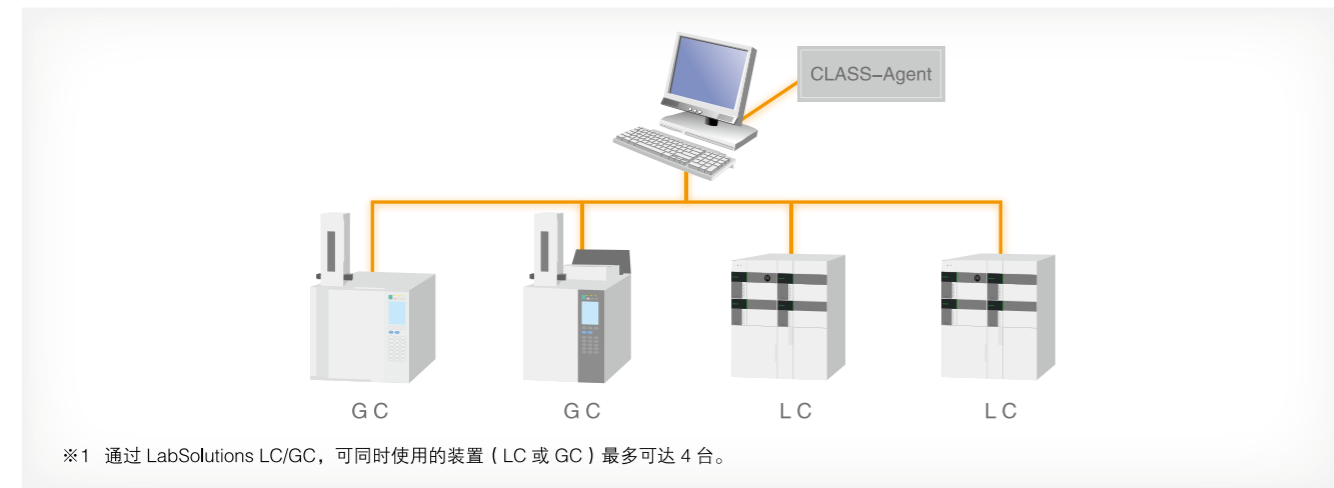 CLASS–Agent
GC GC LC LC
※1 通过 LabSolutions LC/GC，可同时使用的装置（LC 或 GC）最多可达 4 台。